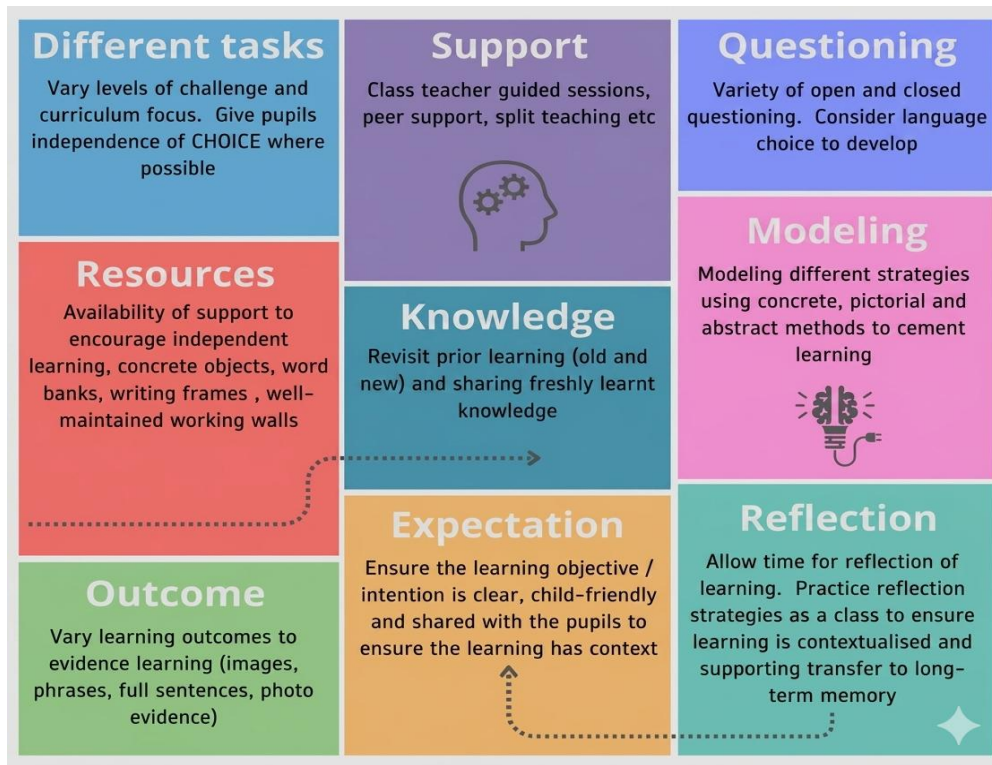 Different tasks
Vary levels of challenge and
curriculum focus.  Give pupils
independence of CHOICE where
possible
Support
Class teacher guided sessions,
peer support, split teaching etc
Questioning
Variety of open and closed
questioning.  Consider language
choice to develop
Resources
Availability of support to
encourage independent
learning, concrete objects, word
banks, writing frames , well-
maintained working walls
Knowledge
Revisit prior learning (old and
new) and sharing freshly learnt
knowledge
Modeling
Modeling different strategies
using concrete, pictorial and
abstract methods to cement
learning
Outcome
Vary learning outcomes to
evidence learning (images,
phrases, full sentences, photo
evidence)
Expectation
Ensure the learning objective /
intention is clear, child-friendly
and shared with the pupils to
ensure the learning has context
Reflection
Allow time for reflection of
learning.  Practice reflection
strategies as a class to ensure
learning is contextualised and
supporting transfer to long-
term memory